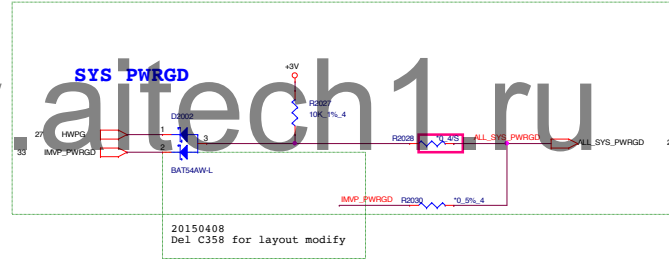 .aitech1.ru
SYS PWRGD
+3V
R2027
10K_1%_4
D2002
27 HWPG 1
3
33 IMVP_PWRGD 2
BAT54AW-L
R2028 *0_4/S ALL_SYS_PWRGD
ALL_SYS_PWRGD 2
IMVP_PWRGD R2030 *0_5%_4
20150408
Del C358 for layout modify